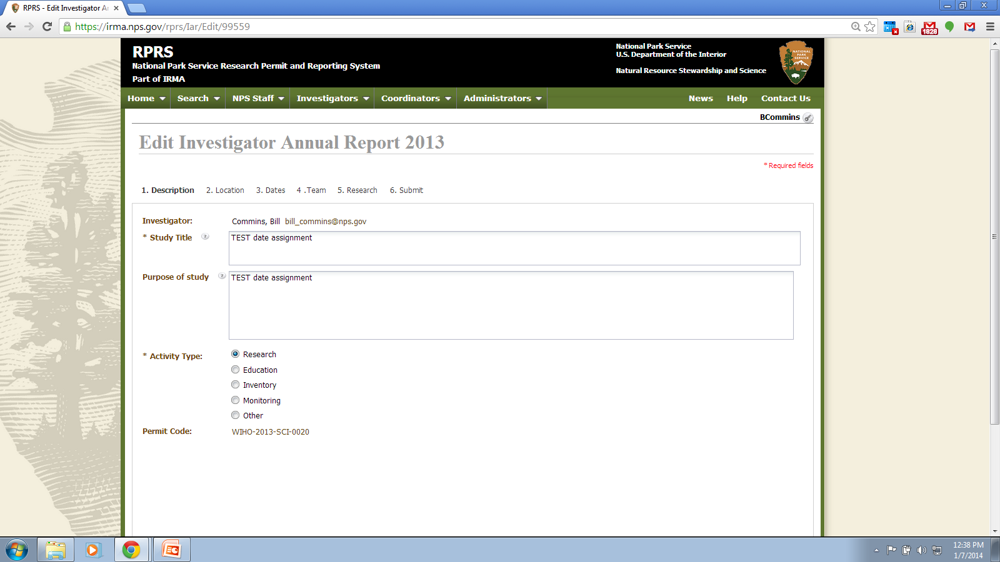 RPRS - Edit Investigator A
https://irma.nps.gov/rprs/Iar/Edit/99559
1828
RPRS
National Park Service Research Permit and Reporting System
Part of IRMA
National Park Service
U.S. Department of the Interior
Natural Resource Stewardship and Science
NATIONAL
PARK
SERVICE
Home Search NPS Staff Investigators Coordinators Administrators News Help Contact Us
BCommins
Edit Investigator Annual Report 2013
* Required fields
1. Description 2. Location 3. Dates 4 .Team 5. Research 6. Submit
Investigator: Commins, Bill bill_commins@nps.gov
* Study Title ? TEST date assignment
Purpose of study ? TEST date assignment
* Activity Type: Research
Education
Inventory
Monitoring
Other
Permit Code: WIHO-2013-SCI-0020
12:38 PM
1/7/2014